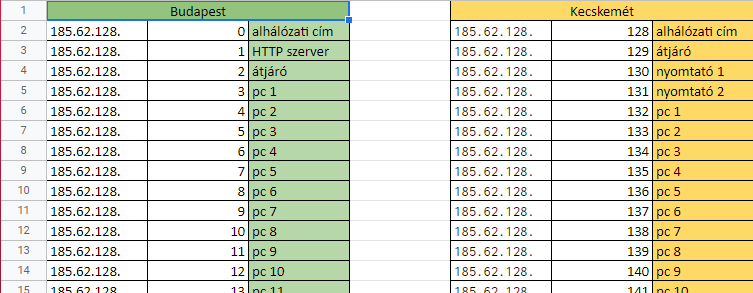 1 Budapest Kecskemét
2 185.62.128. 0 alhálózati cím 185.62.128. 128 alhálózati cím
3 185.62.128. 1 HTTP szerver 185.62.128. 129 átjáró
4 185.62.128. 2 átjáró 185.62.128. 130 nyomtató 1
5 185.62.128. 3 pc 1 185.62.128. 131 nyomtató 2
6 185.62.128. 4 pc 2 185.62.128. 132 pc 1
7 185.62.128. 5 pc 3 185.62.128. 133 pc 2
8 185.62.128. 6 pc 4 185.62.128. 134 pc 3
9 185.62.128. 7 pc 5 185.62.128. 135 pc 4
10 185.62.128. 8 pc 6 185.62.128. 136 pc 5
11 185.62.128. 9 pc 7 185.62.128. 137 pc 6
12 185.62.128. 10 pc 8 185.62.128. 138 pc 7
13 185.62.128. 11 pc 9 185.62.128. 139 pc 8
14 185.62.128. 12 pc 10 185.62.128. 140 pc 9
15 185.62.128. 13 pc 11 185.62.128. 141 pc 10